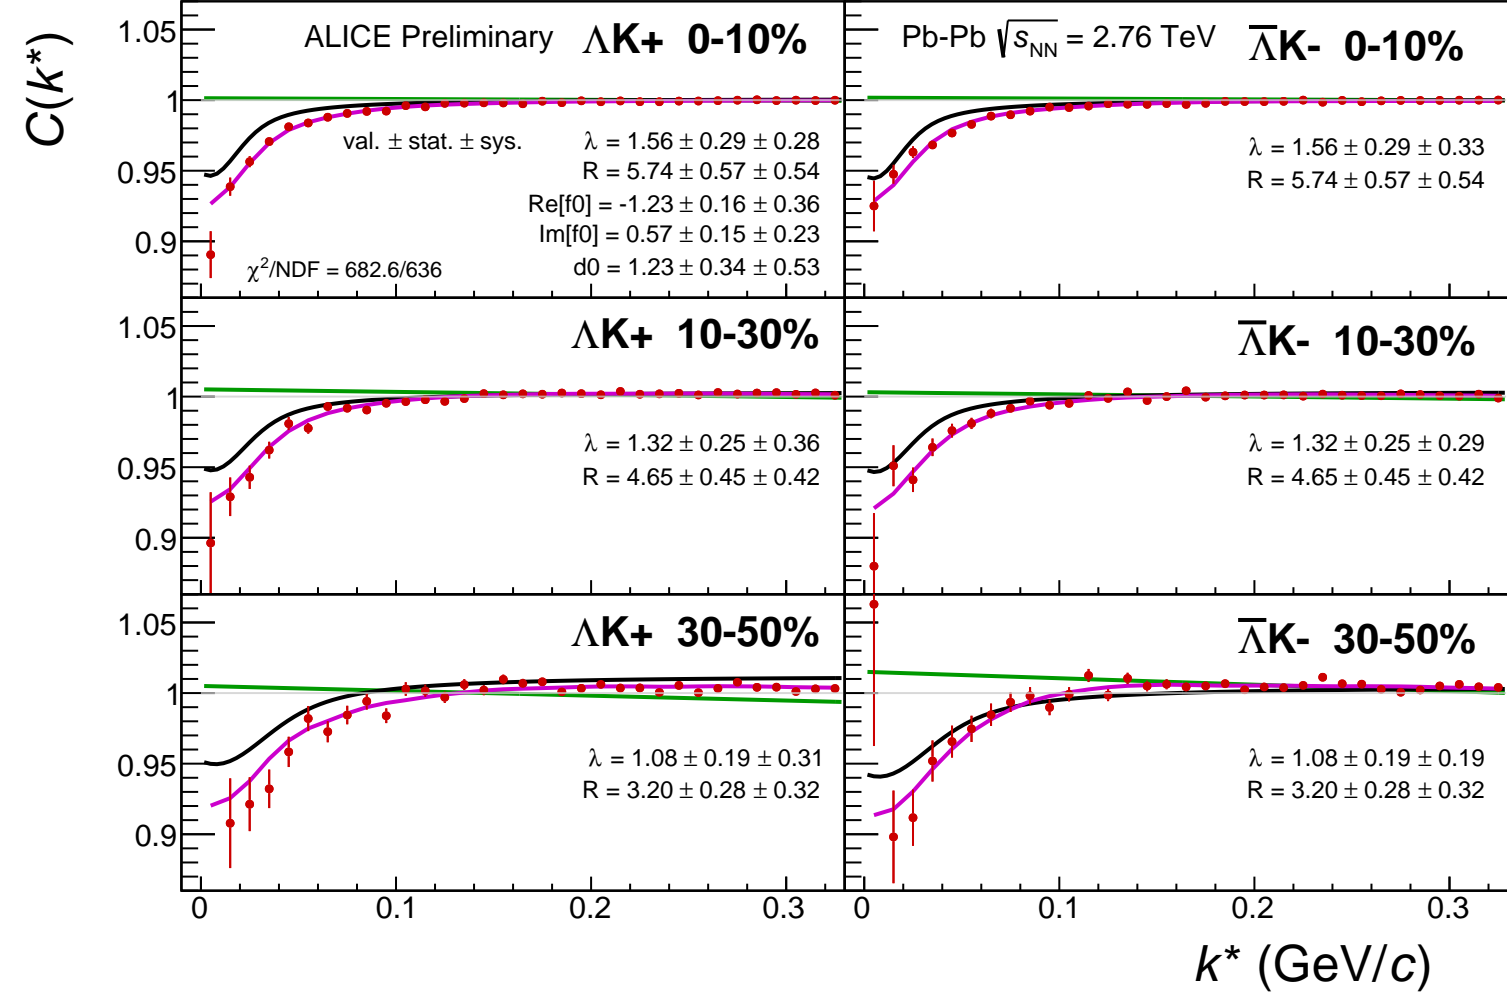 C(k*)
ALICE Preliminary ΛK+ 0-10%
val. ± stat. ± sys.
λ = 1.56 ± 0.29 ± 0.28
R = 5.74 ± 0.57 ± 0.54
Re[f0] = -1.23 ± 0.16 ± 0.36
Im[f0] = 0.57 ± 0.15 ± 0.23
d0 = 1.23 ± 0.34 ± 0.53
χ²/NDF = 682.6/636
1.05
1
0.95
0.9
Pb-Pb √s_NN = 2.76 TeV Λ̅K- 0-10%
λ = 1.56 ± 0.29 ± 0.33
R = 5.74 ± 0.57 ± 0.54
ΛK+ 10-30%
λ = 1.32 ± 0.25 ± 0.36
R = 4.65 ± 0.45 ± 0.42
1.05
1
0.95
0.9
Λ̅K- 10-30%
λ = 1.32 ± 0.25 ± 0.29
R = 4.65 ± 0.45 ± 0.42
ΛK+ 30-50%
λ = 1.08 ± 0.19 ± 0.31
R = 3.20 ± 0.28 ± 0.32
1.05
1
0.95
0.9
Λ̅K- 30-50%
λ = 1.08 ± 0.19 ± 0.19
R = 3.20 ± 0.28 ± 0.32
0 0.1 0.2 0.3
0 0.1 0.2 0.3
k* (GeV/c)